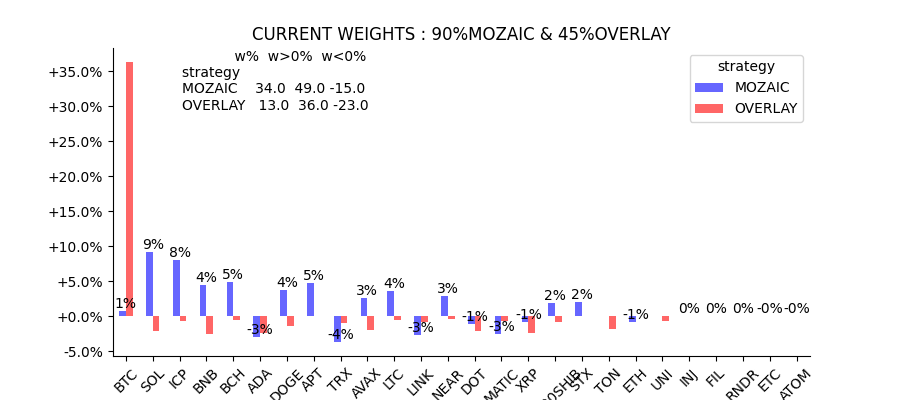 CURRENT WEIGHTS : 90%MOZAIC & 45%OVERLAY
w% w>0% w<0%
strategy
MOZAIC 34.0 49.0 -15.0
OVERLAY 13.0 36.0 -23.0
strategy
MOZAIC
OVERLAY
+35.0%
+30.0%
+25.0%
+20.0%
+15.0%
+10.0%
+5.0%
+0.0%
-5.0%
1%
9%
8%
4%
5%
-3%
4%
5%
-4%
3%
4%
-3%
3%
-1%
-3%
-1%
2%
2%
-1%
0%
0%
0%
-0%
-0%
BTC
SOL
ICP
BNB
BCH
ADA
DOGE
APT
TRX
AVAX
LTC
LINK
NEAR
DOT
MATIC
XRP
STX
TON
ETH
UNI
INJ
FIL
RNDR
ETC
ATOM